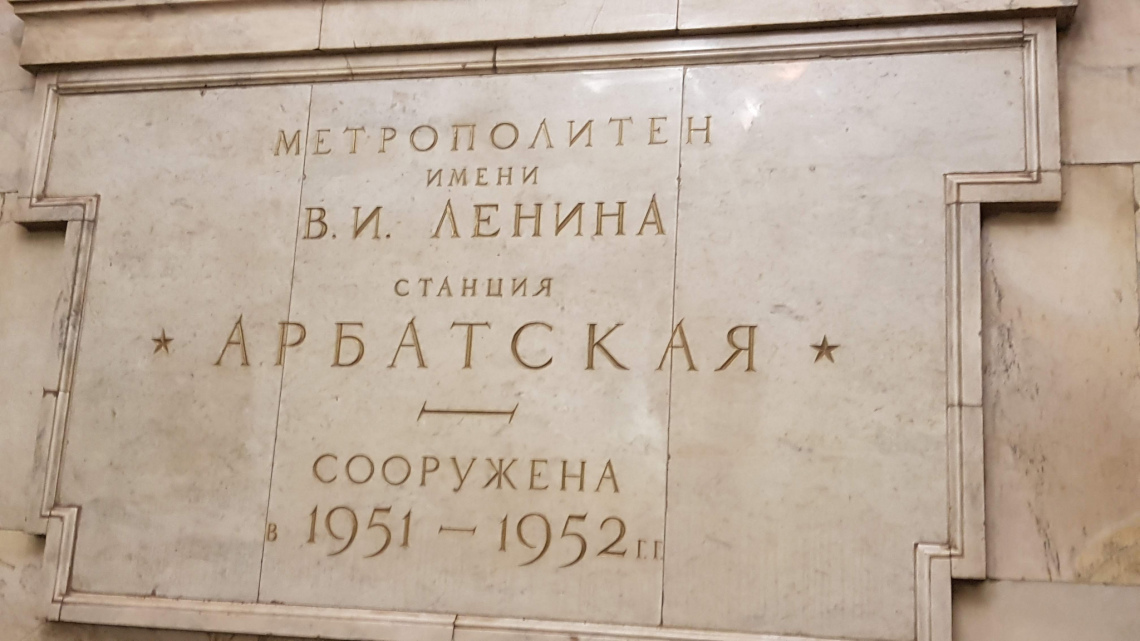 МЕТРОПОЛИТЕН
ИМЕНИ
В. И. ЛЕНИНА
СТАНЦИЯ
★ АРБАТСКАЯ ★
СООРУЖЕНА
В 1951 – 1952 Г.Г.